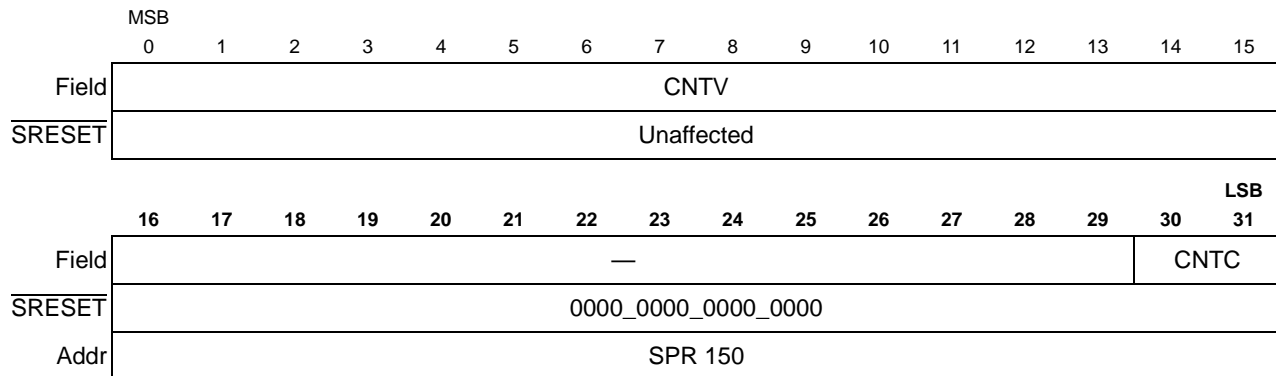 MSB
0 1 2 3 4 5 6 7 8 9 10 11 12 13 14 15
Field CNTV
SRESET Unaffected
LSB
16 17 18 19 20 21 22 23 24 25 26 27 28 29 30 31
Field — CNTC
SRESET 0000_0000_0000_0000
Addr SPR 150